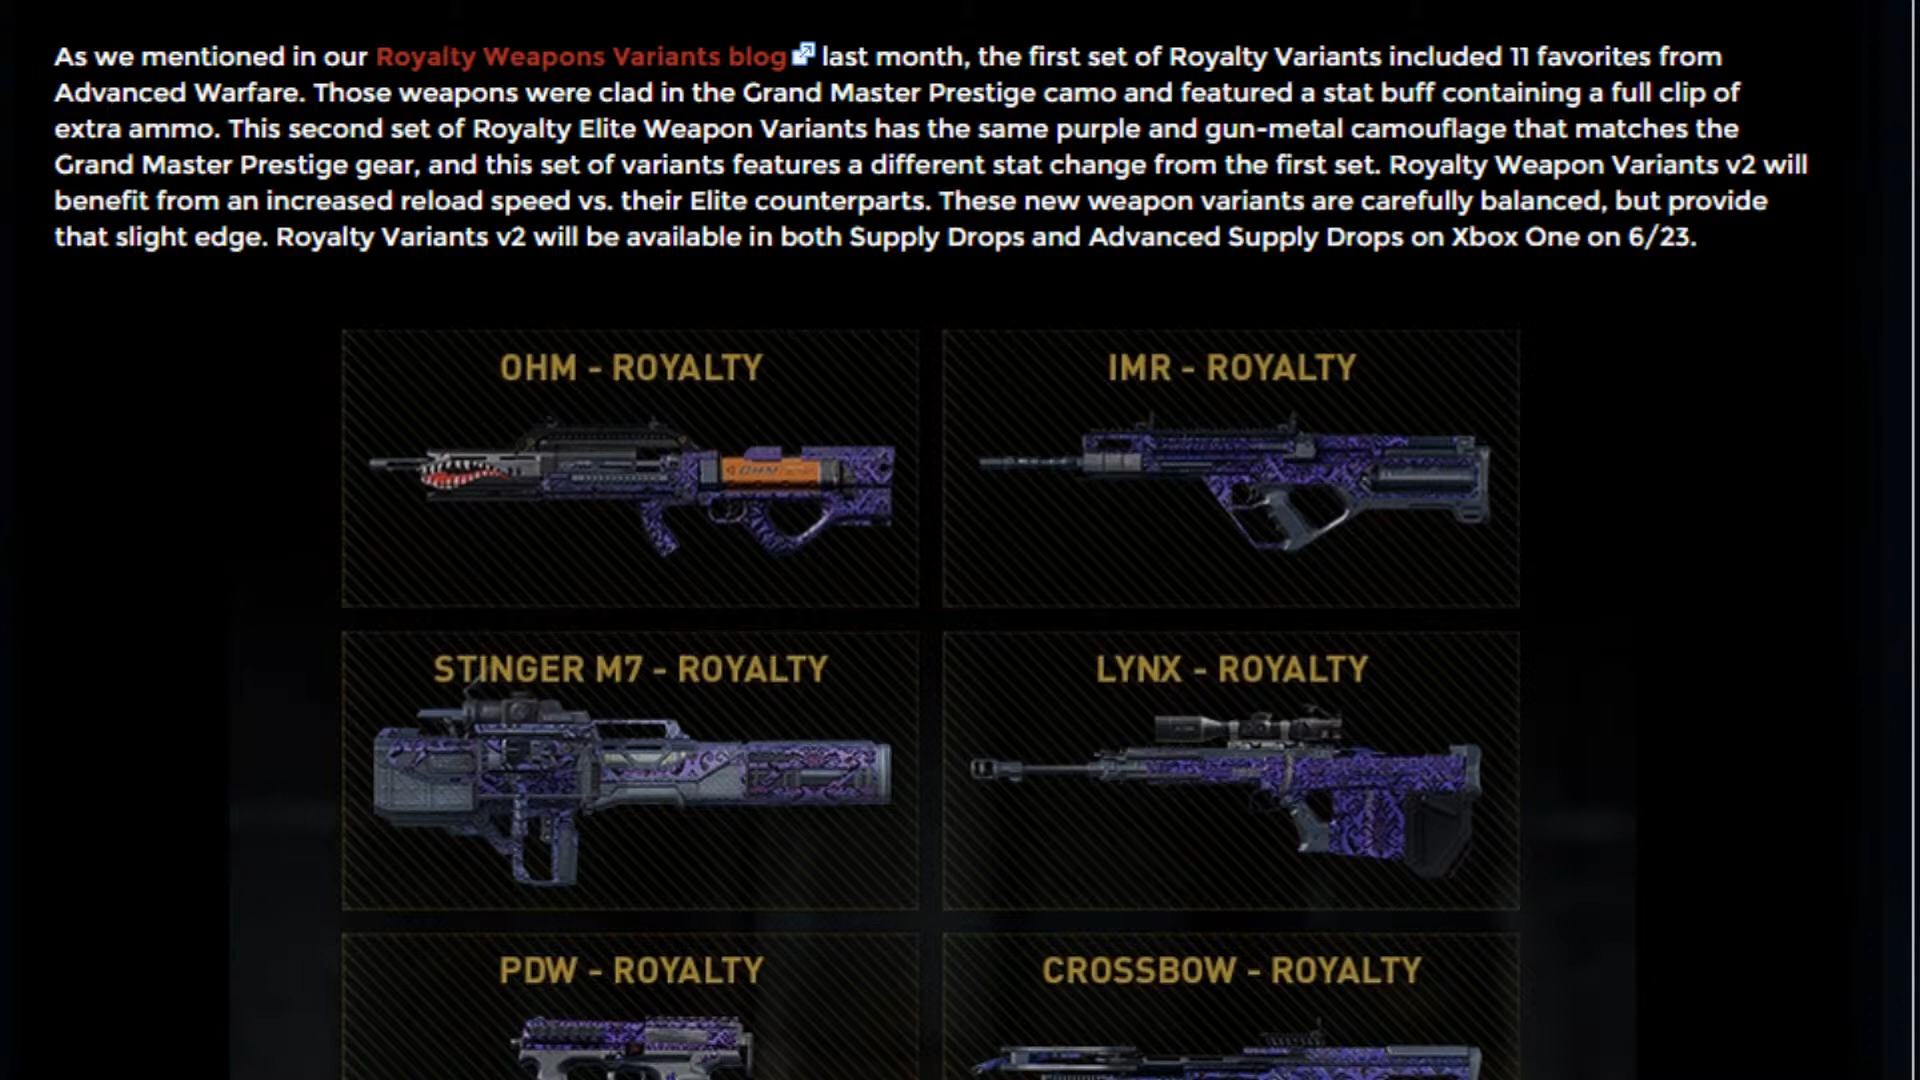 As we mentioned in our Royalty Weapons Variants blog last month, the first set of Royalty Variants included 11 favorites from
Advanced Warfare. Those weapons were clad in the Grand Master Prestige camo and featured a stat buff containing a full clip of
extra ammo. This second set of Royalty Elite Weapon Variants has the same purple and gun-metal camouflage that matches the
Grand Master Prestige gear, and this set of variants features a different stat change from the first set. Royalty Weapon Variants v2 will
benefit from an increased reload speed vs. their Elite counterparts. These new weapon variants are carefully balanced, but provide
that slight edge. Royalty Variants v2 will be available in both Supply Drops and Advanced Supply Drops on Xbox One on 6/23.
OHM - ROYALTY
IMR - ROYALTY
OHM
STINGER M7 - ROYALTY
LYNX - ROYALTY
PDW - ROYALTY
CROSSBOW - ROYALTY